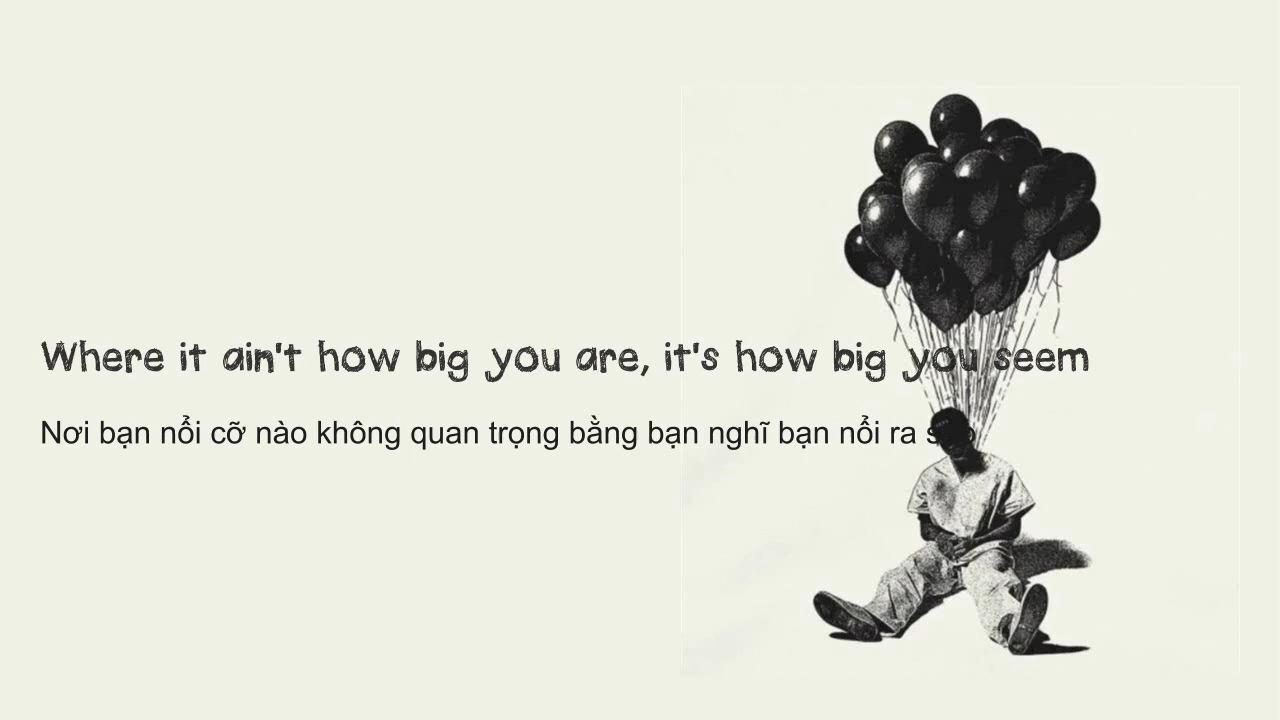 Where it ain't how big you are, it's how big you seem
Nơi bạn nổi cỡ nào không quan trọng bằng bạn nghĩ bạn nổi ra